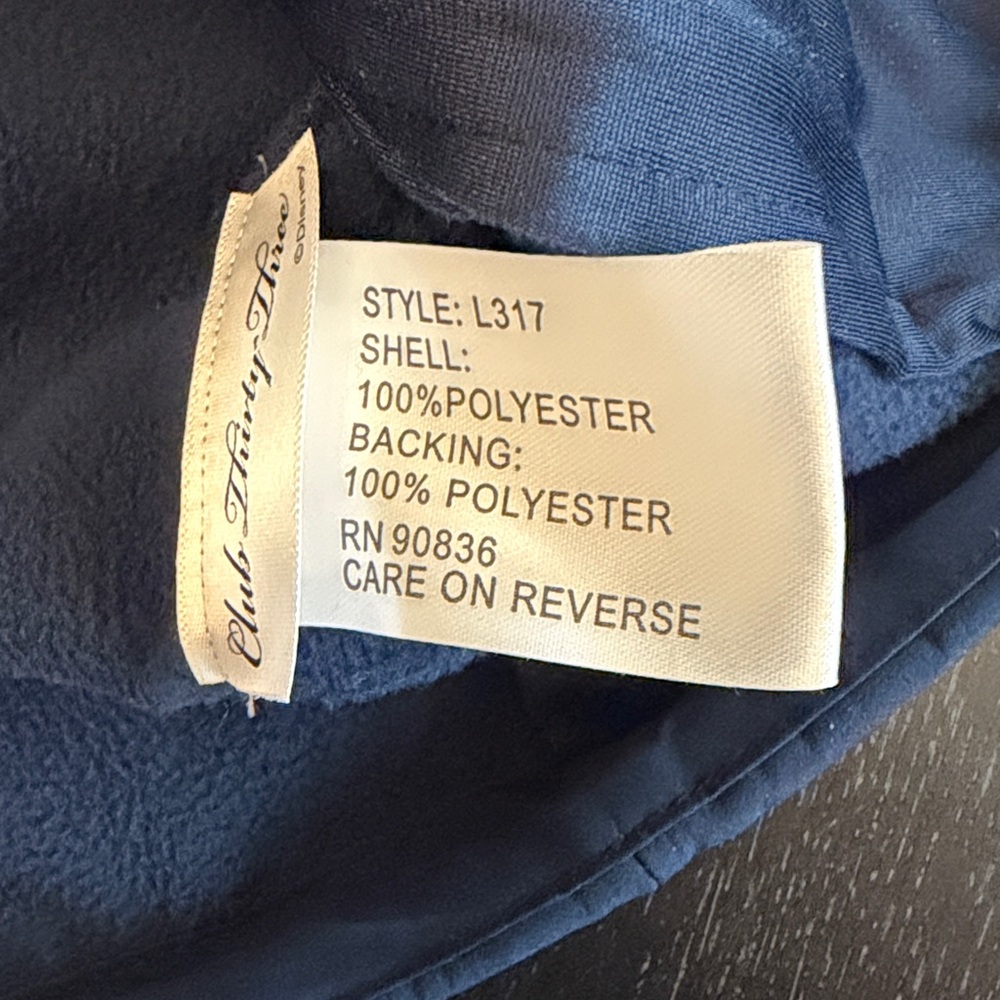 Club Thirty-Three
©Disney
STYLE: L317
SHELL:
100%POLYESTER
BACKING:
100% POLYESTER
RN 90836
CARE ON REVERSE